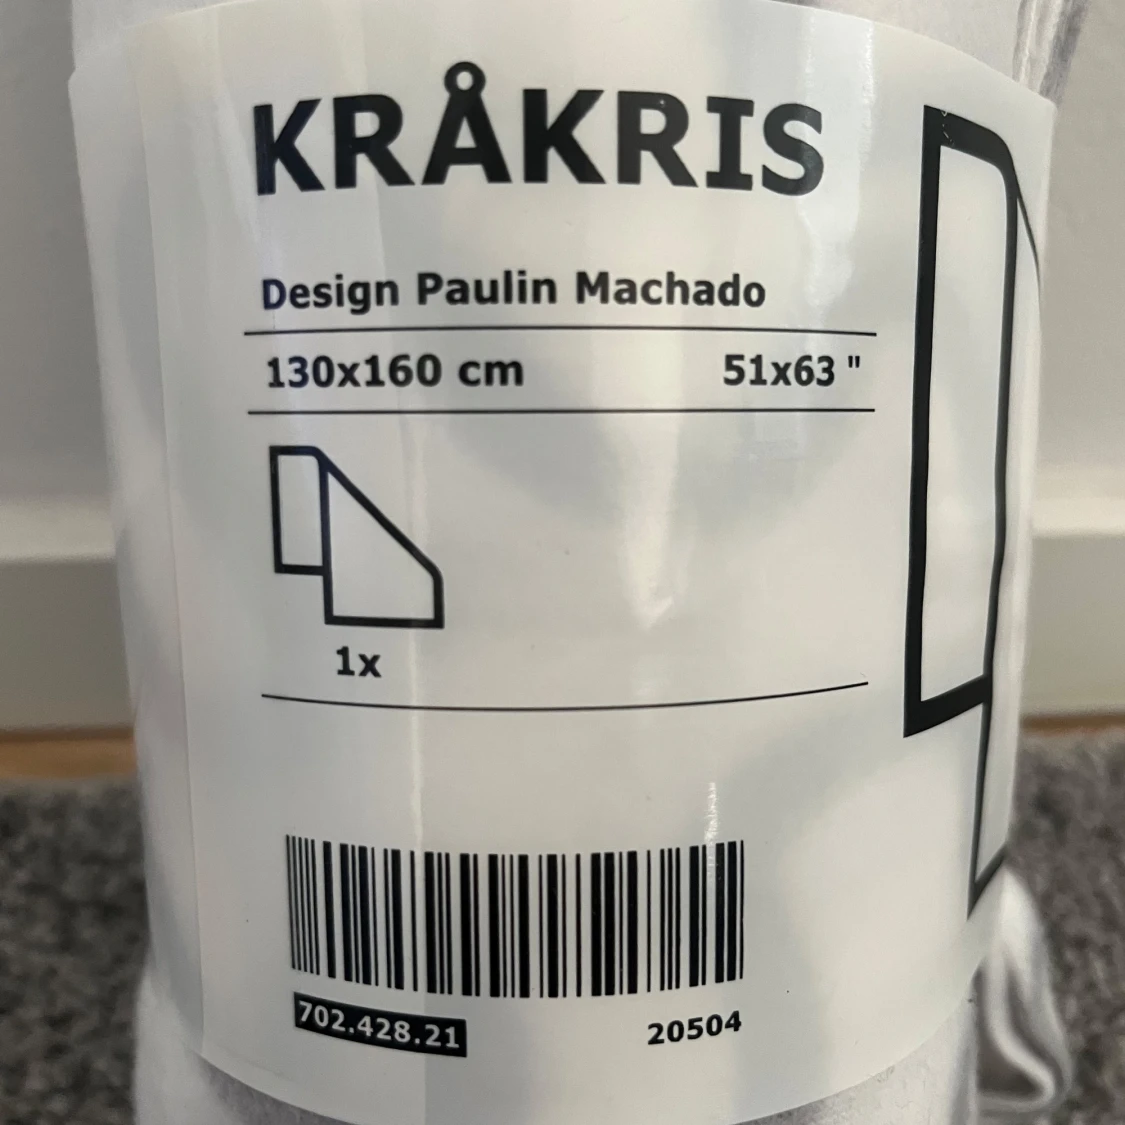 KRÅKRIS
Design Paulin Machado
130x160 cm 51x63 "
1x
702.428.21 20504